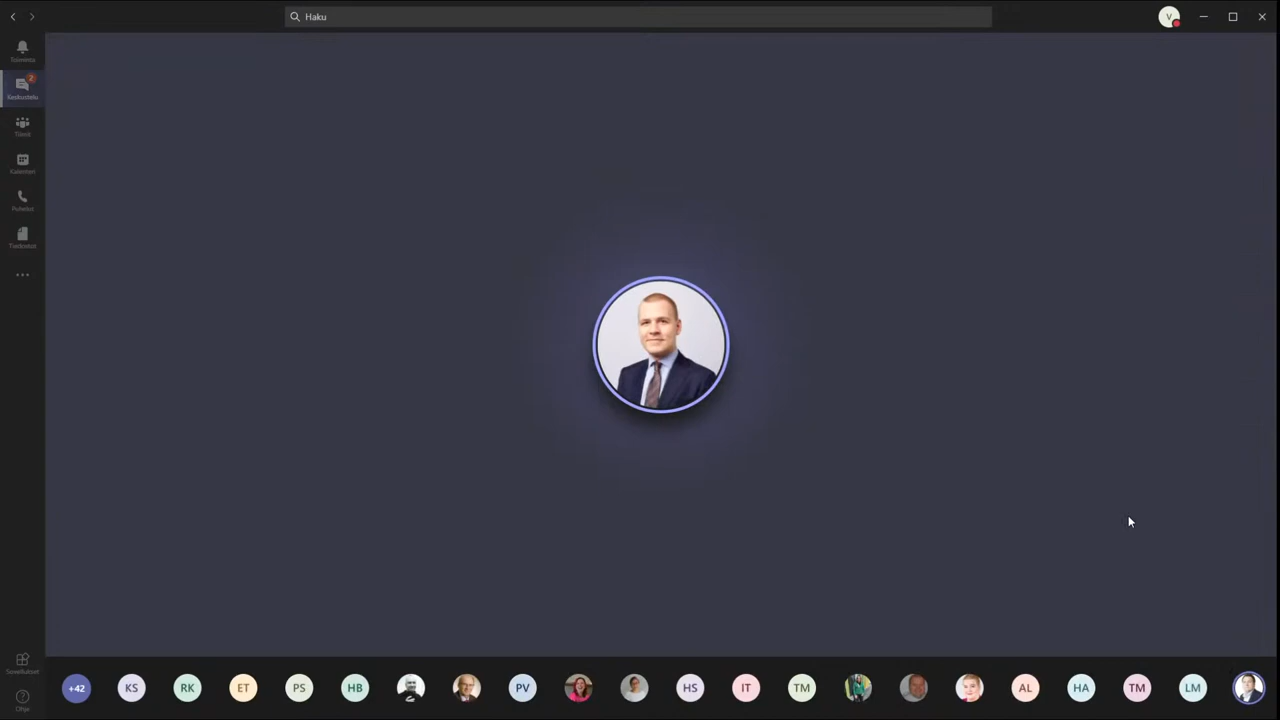 Haku
V
Toiminta
2
Keskustelu
Tiimit
Kalenteri
Puhelut
Tiedostot
Sovellukset
Ohje
+42
KS
RK
ET
PS
HB
PV
HS
IT
TM
AL
HA
TM
LM